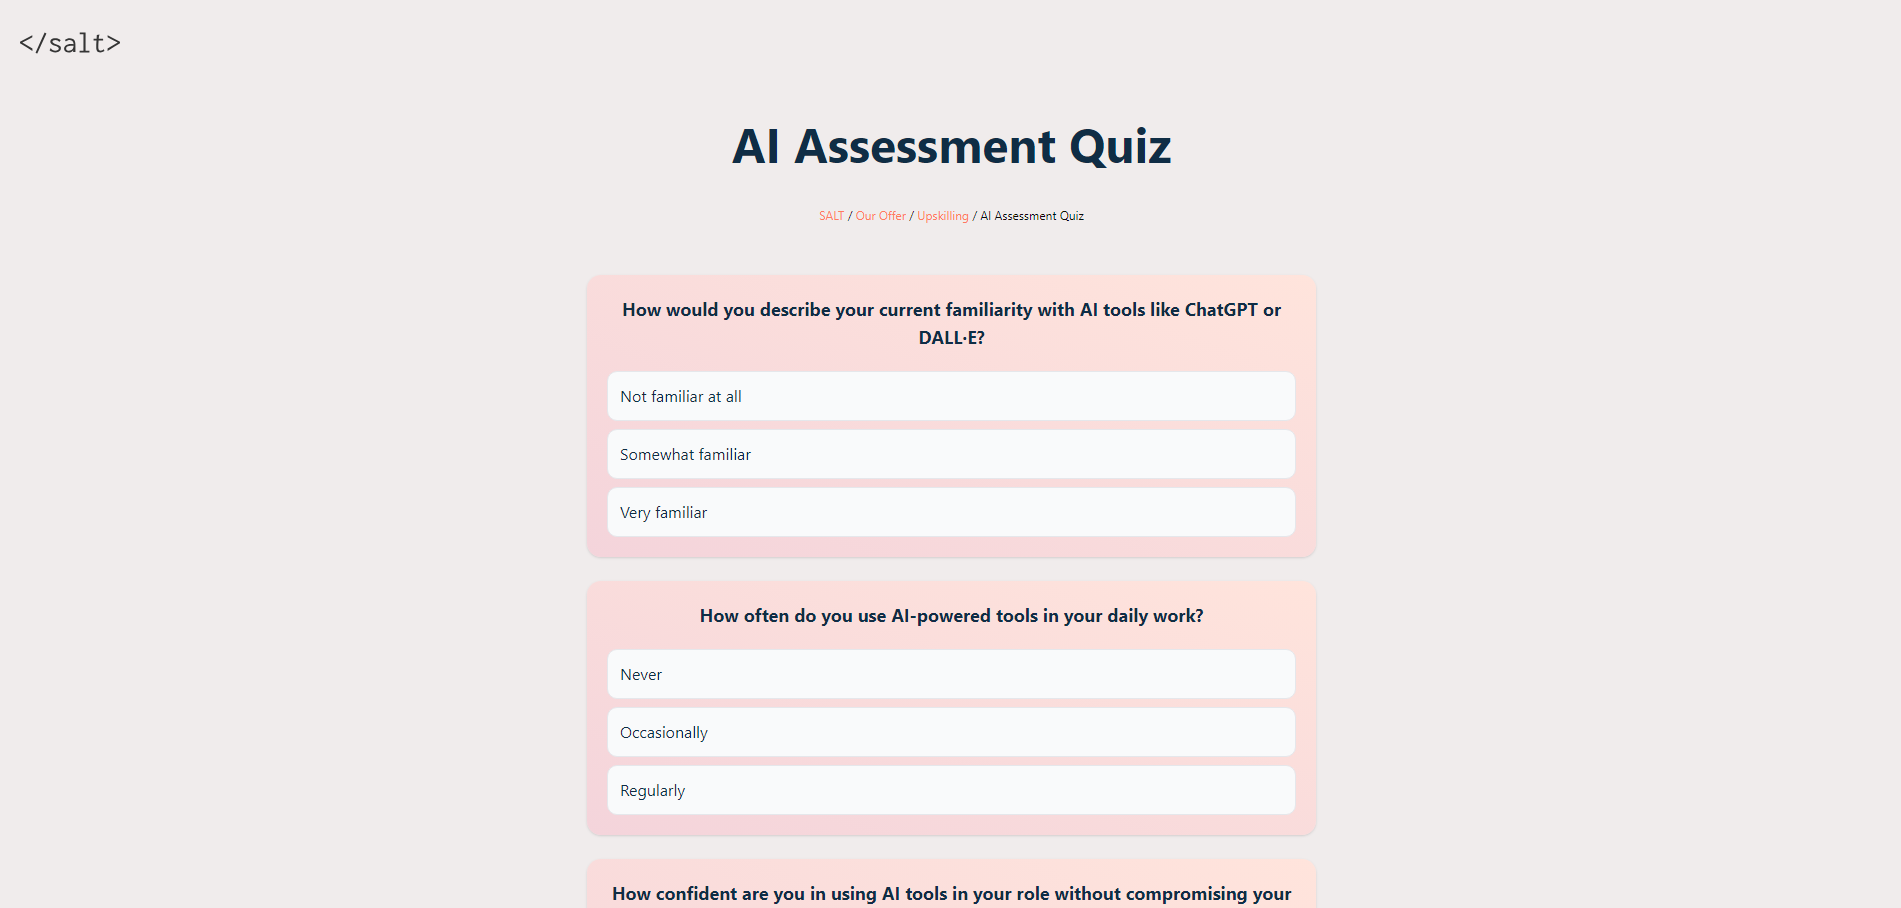 </salt>
AI Assessment Quiz
SALT / Our Offer / Upskilling / AI Assessment Quiz
How would you describe your current familiarity with AI tools like ChatGPT or
DALL·E?
Not familiar at all
Somewhat familiar
Very familiar
How often do you use AI-powered tools in your daily work?
Never
Occasionally
Regularly
How confident are you in using AI tools in your role without compromising your